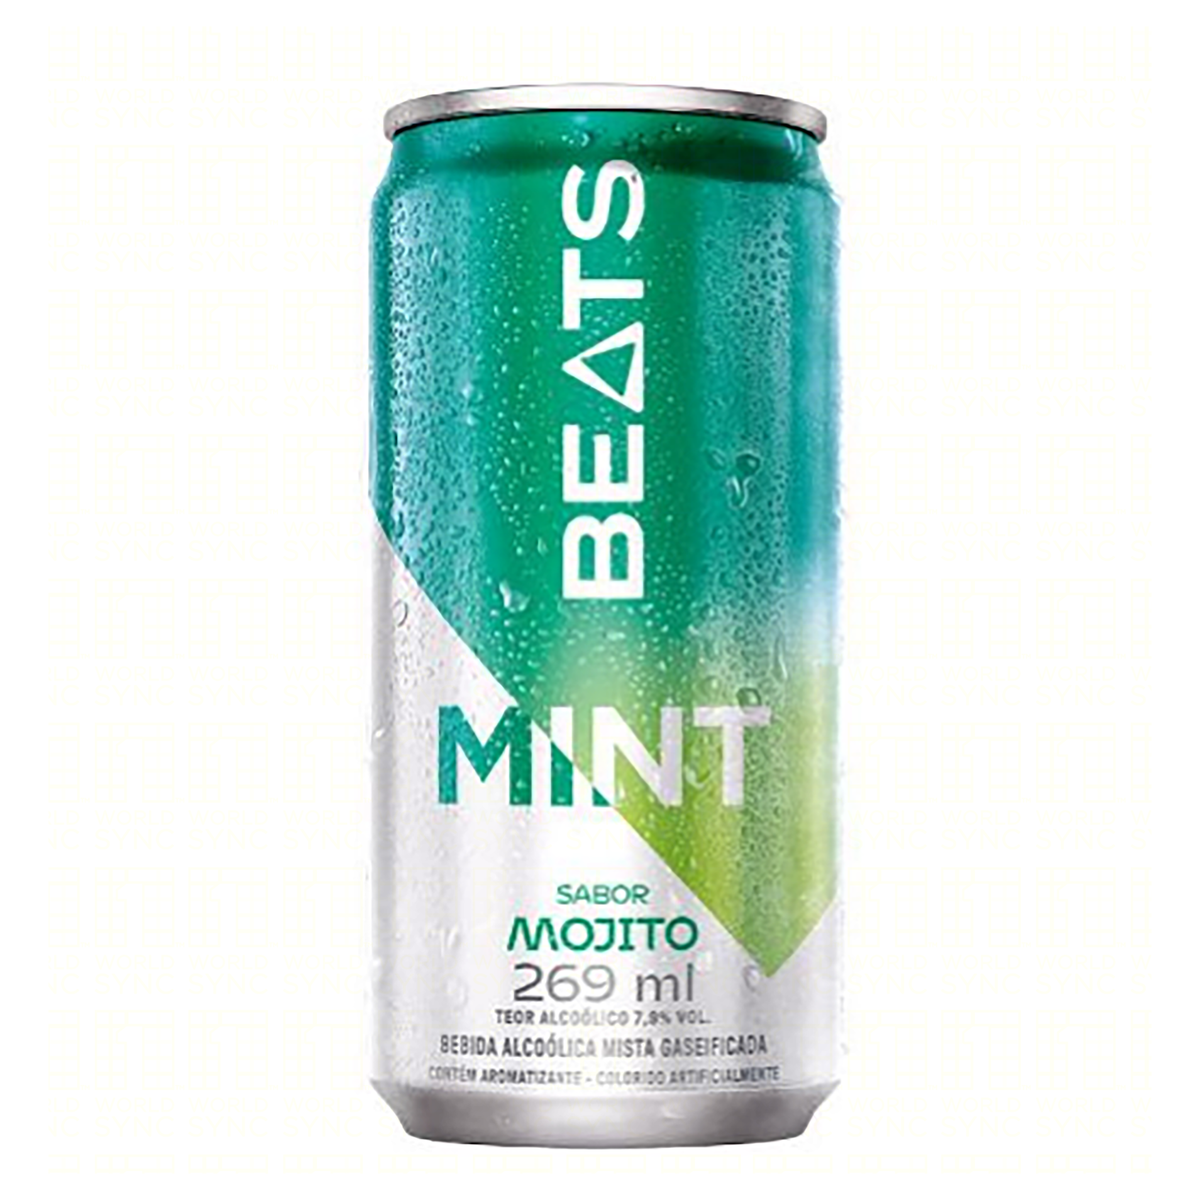 BEATS
MINT
SABOR
MOJITO
269 ml
TEOR ALCOÓLICO 7,9% VOL.
BEBIDA ALCOÓLICA MISTA GASEIFICADA
CONTÉM AROMATIZANTE - COLORIDO ARTIFICIALMENTE